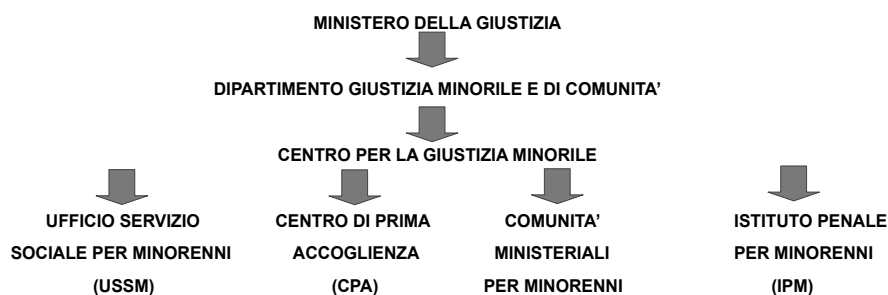 MINISTERO DELLA GIUSTIZIA
DIPARTIMENTO GIUSTIZIA MINORILE E DI COMUNITA'
CENTRO PER LA GIUSTIZIA MINORILE
UFFICIO SERVIZIO
SOCIALE PER MINORENNI
(USSM)
CENTRO DI PRIMA
ACCOGLIENZA
(CPA)
COMUNITA'
MINISTERIALI
PER MINORENNI
ISTITUTO PENALE
PER MINORENNI
(IPM)